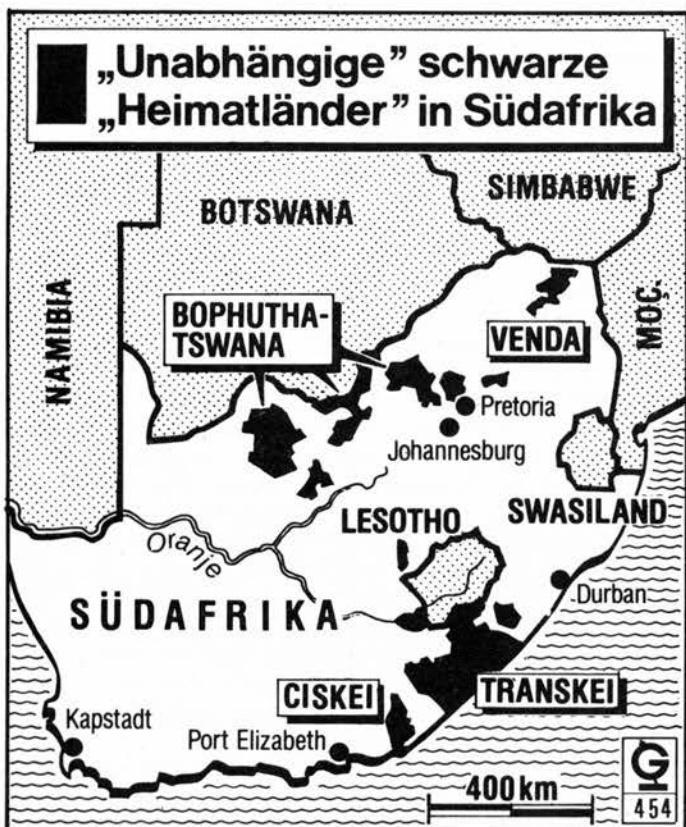 „Unabhängige” schwarze
„Heimatländer” in Südafrika
SIMBABWE
BOTSWANA
NAMIBIA
MOÇ.
BOPHUTHA-
TSWANA
VENDA
Pretoria
Johannesburg
SWASILAND
LESOTHO
Oranje
Durban
SÜDAFRIKA
CISKEI
TRANSKEI
Kapstadt
Port Elizabeth
400 km
G
454